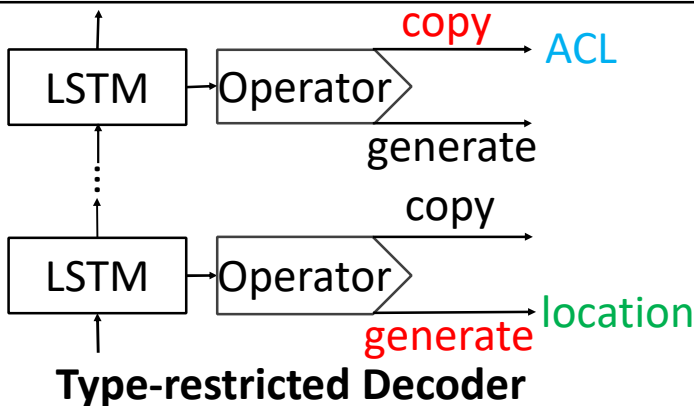 copy
ACL
LSTM
Operator
generate
...
copy
LSTM
Operator
location
generate
Type-restricted Decoder